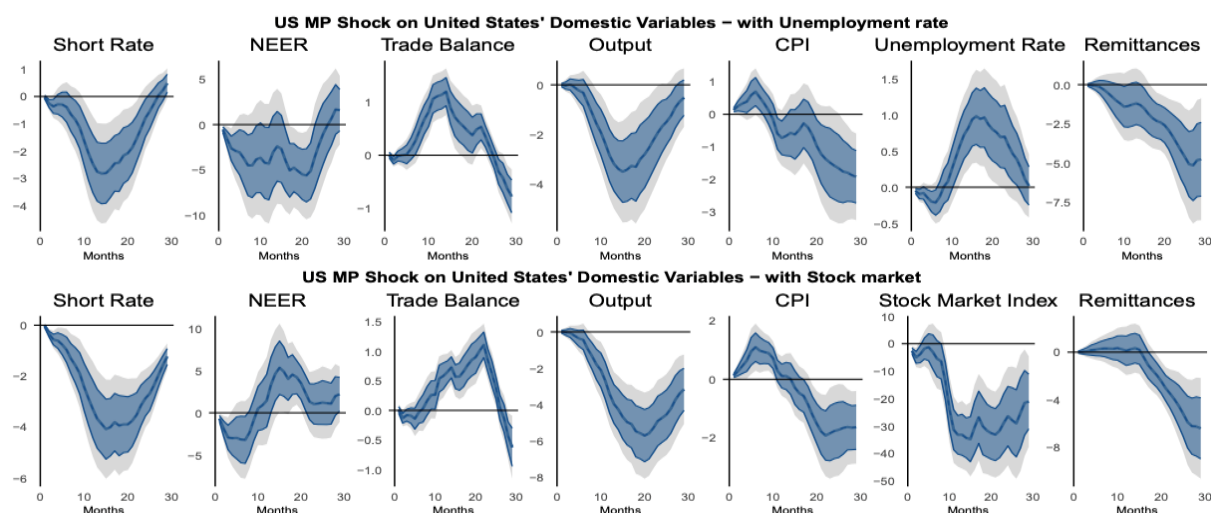 US MP Shock on United States' Domestic Variables – with Unemployment rate
Short Rate NEER Trade Balance Output CPI Unemployment Rate Remittances
1 0 −1 −2 −3 −4
5 0 −5 −10
1 0 −1
0 −2 −4
1 0 −1 −2 −3
1.5 1.0 0.5 0.0 −0.5
0.0 −2.5 −5.0 −7.5
0 10 20 30 0 10 20 30 0 10 20 30 0 10 20 30 0 10 20 30 0 10 20 30 0 10 20 30
Months Months Months Months Months Months Months
US MP Shock on United States' Domestic Variables – with Stock market
Short Rate NEER Trade Balance Output CPI Stock Market Index Remittances
0 −2 −4 −6
10 5 0 −5
1.5 1.0 0.5 0.0 −0.5 −1.0
0 −2 −4 −6 −8
2 0 −2
10 0 −10 −20 −30 −40 −50
0 −4 −8
0 10 20 30 0 10 20 30 0 10 20 30 0 10 20 30 0 10 20 30 0 10 20 30 0 10 20 30
Months Months Months Months Months Months Months